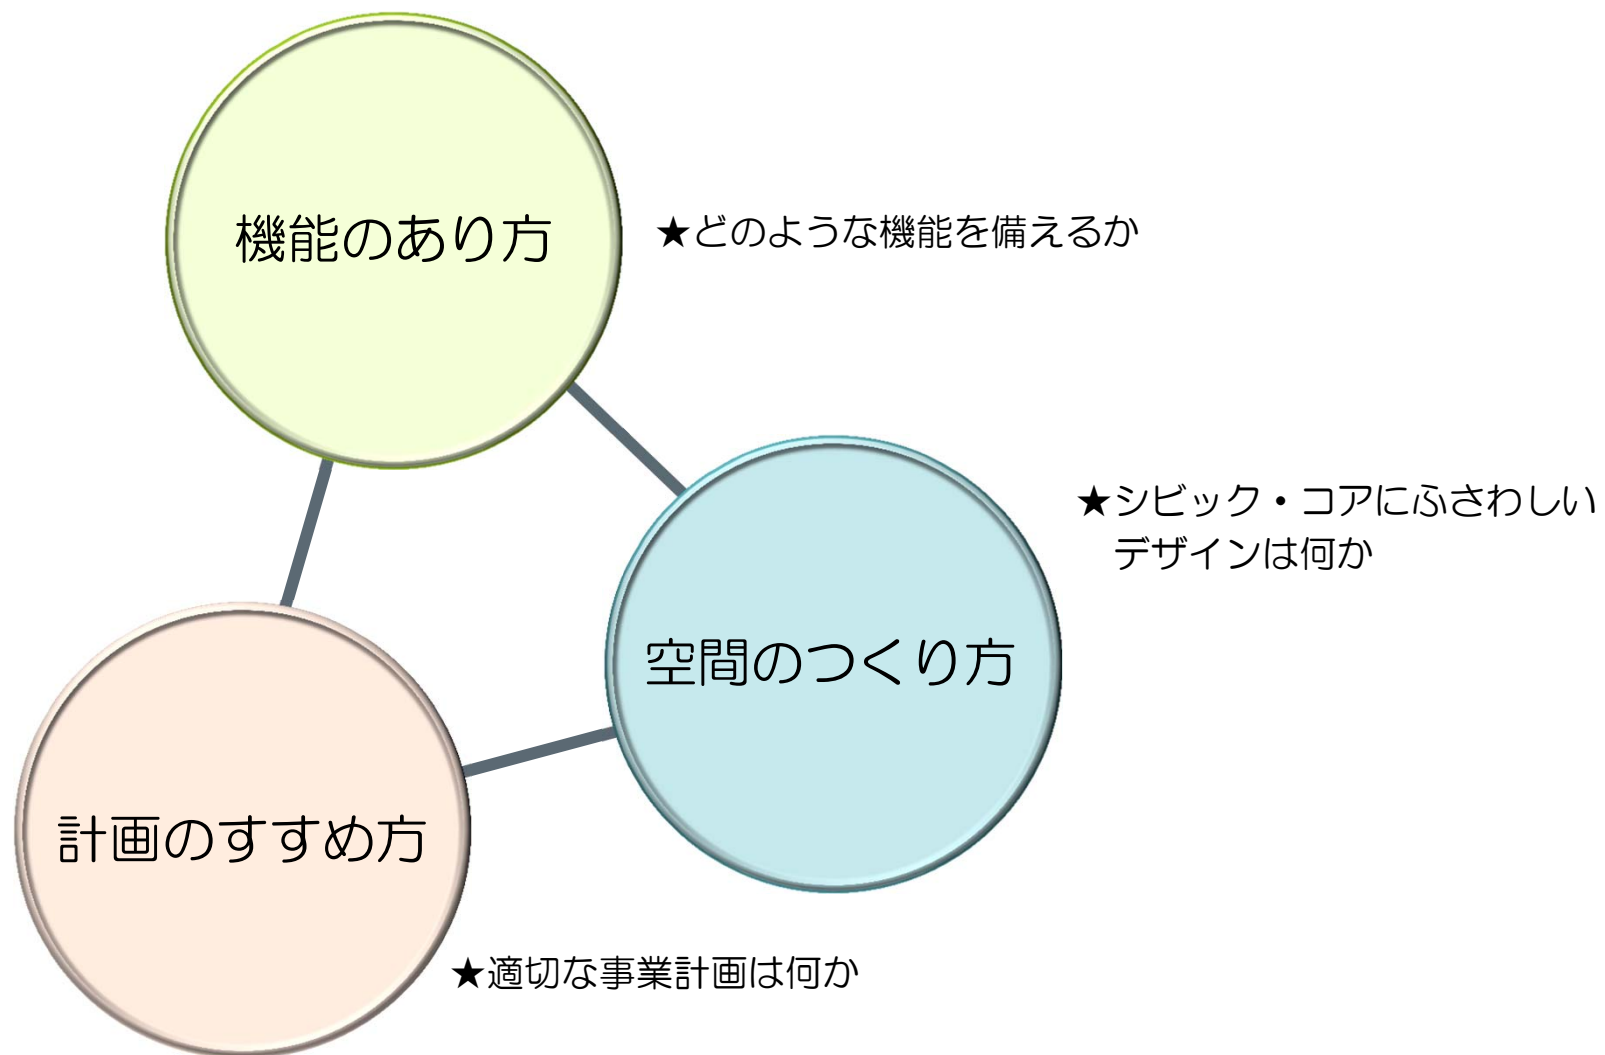 機能のあり方
★どのような機能を備えるか
★シビック・コアにふさわしい
デザインは何か
空間のつくり方
計画のすすめ方
★適切な事業計画は何か